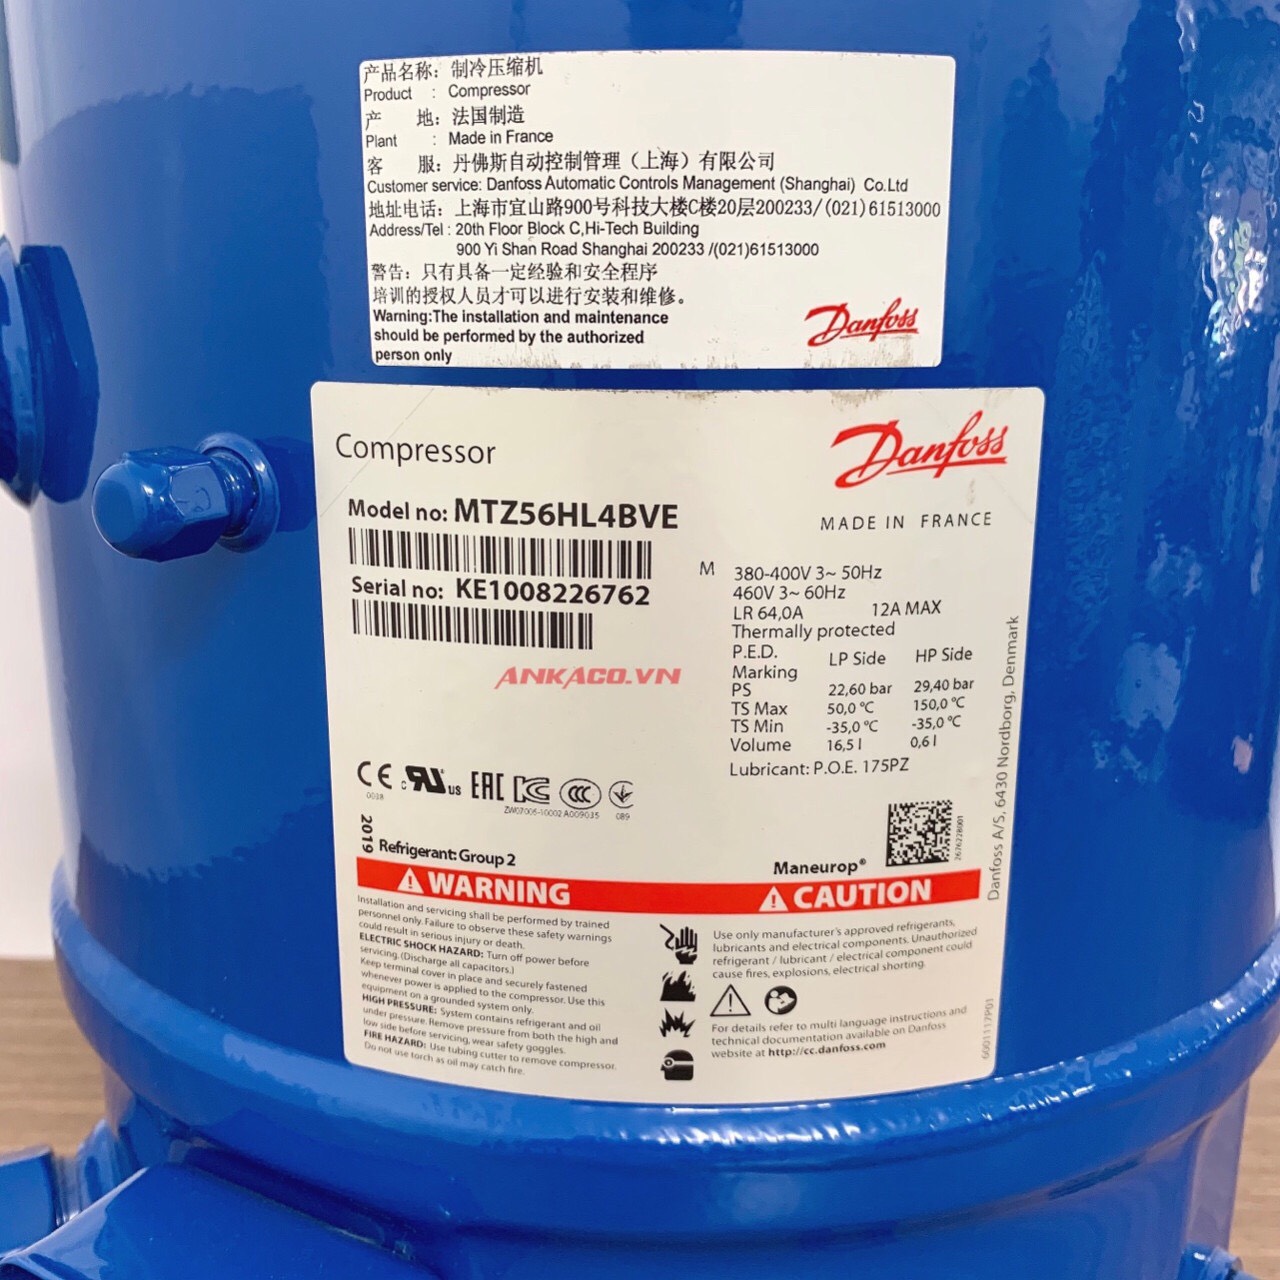 产品名称：制冷压缩机
Product : Compressor
产 地：法国制造
Plant : Made in France
客 服：丹佛斯自动控制管理（上海）有限公司
Customer service: Danfoss Automatic Controls Management (Shanghai) Co.Ltd
地址电话：上海市宜山路900号科技大楼C楼20层200233/(021)61513000
Address/Tel : 20th Floor Block C,Hi-Tech Building
900 Yi Shan Road Shanghai 200233 /(021)61513000
警告：只有具备一定经验和安全程序
培训的授权人员才可以进行安装和维修。
Warning:The installation and maintenance
should be performed by the authorized
person only
Danfoss
Compressor
Danfoss
Model no: MTZ56HL4BVE
MADE IN FRANCE
Serial no: KE1008226762
M 380-400V 3~ 50Hz
460V 3~ 60Hz
LR 64,0A 12A MAX
Thermally protected
P.E.D. LP Side HP Side
Marking
PS 22,60 bar 29,40 bar
TS Max 50,0 °C 150,0 °C
TS Min -35,0 °C -35,0 °C
Volume 16,5 l 0,6 l
Lubricant: P.O.E. 175PZ
ANKACO.VN
CE c RU us EAC KC CCC
0038 ZW07005-10002 A009035 089
2019
Refrigerant: Group 2
Maneurop®
Danfoss A/S, 6430 Nordborg, Denmark
WARNING
Installation and servicing shall be performed by trained
personnel only. Failure to observe these safety warnings
could result in serious injury or death.
ELECTRIC SHOCK HAZARD: Turn off power before
servicing. (Discharge all capacitors.)
Keep terminal cover in place and securely fastened
whenever power is applied to the compressor. Use this
equipment on a grounded system only.
HIGH PRESSURE: System contains refrigerant and oil
under pressure. Remove pressure from both the high and
low side before servicing, wear safety goggles.
FIRE HAZARD: Use tubing cutter to remove compressor.
Do not use torch as oil may catch fire.
CAUTION
Use only manufacturer's approved refrigerants,
lubricants and electrical components. Unauthorized
refrigerant / lubricant / electrical component could
cause fires, explosions, electrical shorting.
For details refer to multi language instructions and
technical documentation available on Danfoss
website at http://cc.danfoss.com
6001117P01